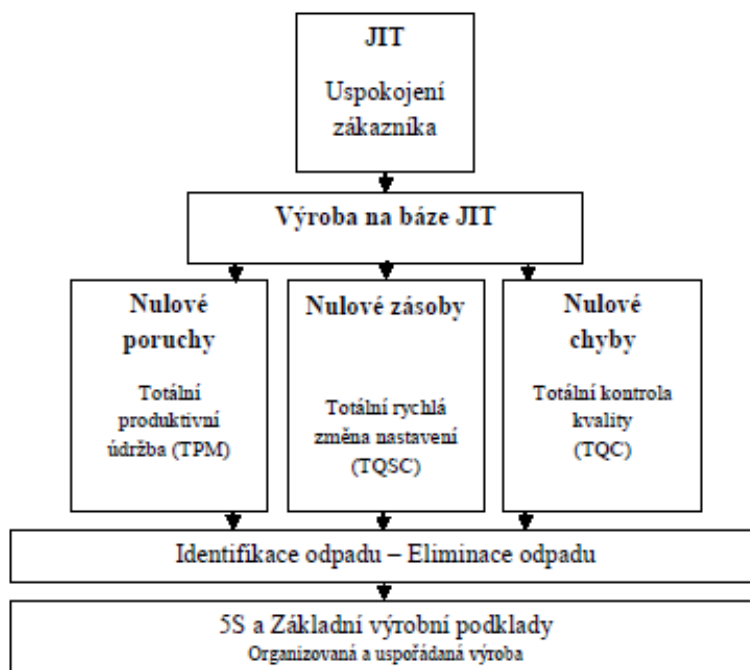 JIT
Uspokojení
zákazníka
Výroba na báze JIT
Nulové
poruchy
Totální
produktivní
údržba (TPM)
Nulové zásoby
Totální rychlá
změna nastavení
(TQSC)
Nulové
chyby
Totální kontrola
kvality
(TQC)
Identifikace odpadu – Eliminace odpadu
5S a Základní výrobní podklady
Organizovaná a uspořádaná výroba